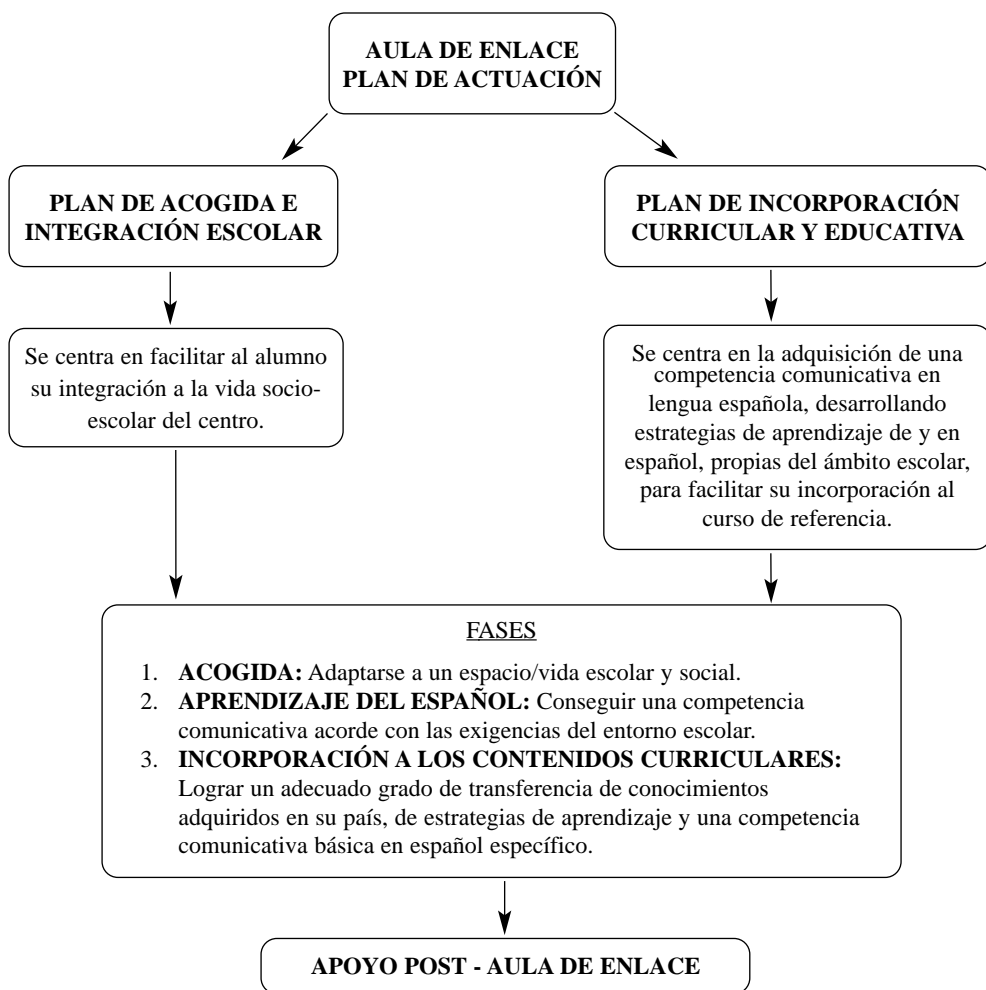 AULA DE ENLACE
PLAN DE ACTUACIÓN
PLAN DE ACOGIDA E
INTEGRACIÓN ESCOLAR
PLAN DE INCORPORACIÓN
CURRICULAR Y EDUCATIVA
Se centra en facilitar al alumno
su integración a la vida socio-
escolar del centro.
Se centra en la adquisición de una
competencia comunicativa en
lengua española, desarrollando
estrategias de aprendizaje de y en
español, propias del ámbito escolar,
para facilitar su incorporación al
curso de referencia.
FASES
1. ACOGIDA: Adaptarse a un espacio/vida escolar y social.
2. APRENDIZAJE DEL ESPAÑOL: Conseguir una competencia
comunicativa acorde con las exigencias del entorno escolar.
3. INCORPORACIÓN A LOS CONTENIDOS CURRICULARES:
Lograr un adecuado grado de transferencia de conocimientos
adquiridos en su país, de estrategias de aprendizaje y una competencia
comunicativa básica en español específico.
APOYO POST - AULA DE ENLACE